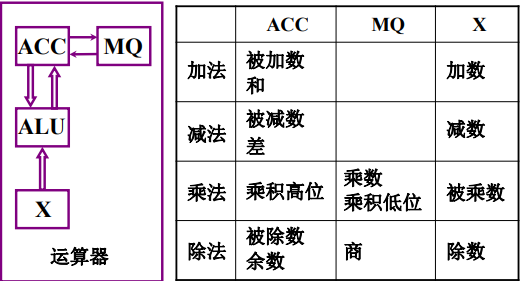 ACC
MQ
ALU
X
运算器
ACC MQ X
加法 被加数 加数
和
减法 被减数 减数
差
乘法 乘积高位 乘数 被乘数
乘积低位
除法 被除数 商 除数
余数